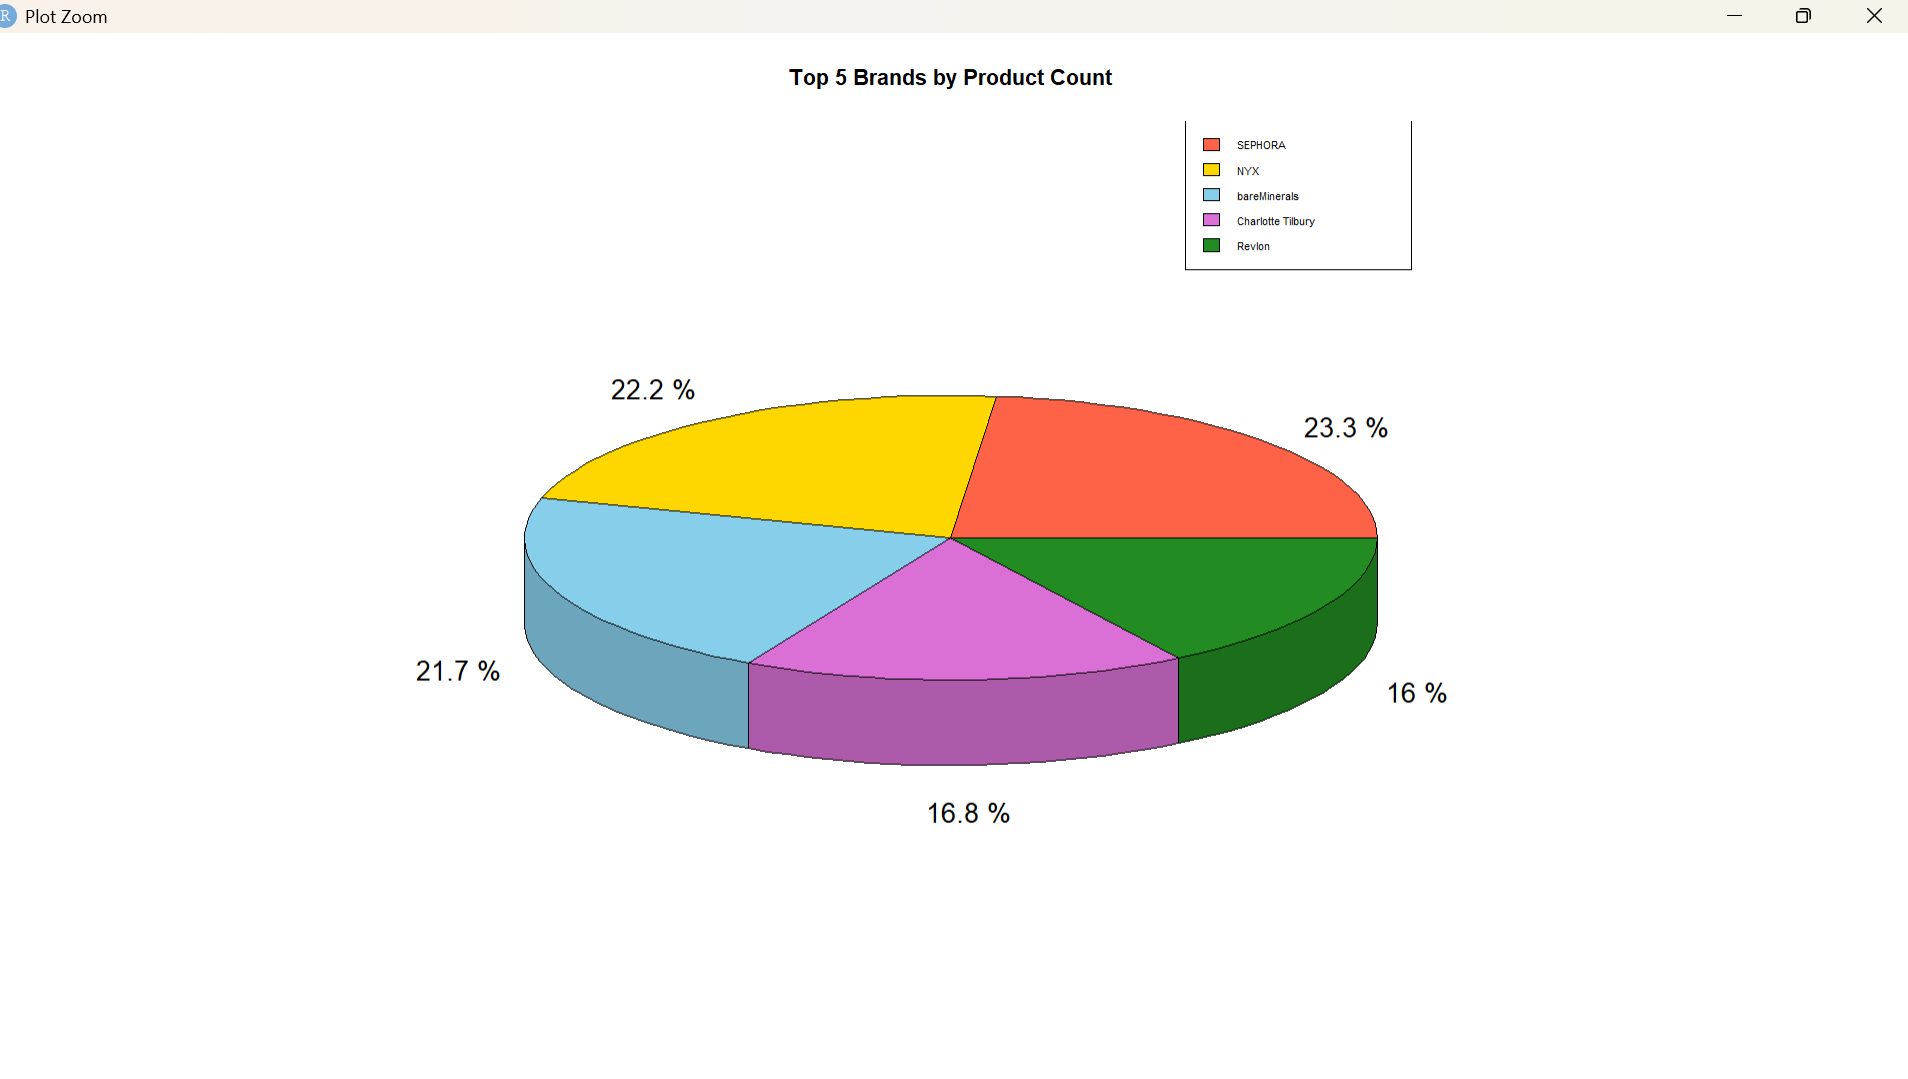 R Plot Zoom
Top 5 Brands by Product Count
SEPHORA
NYX
bareMinerals
Charlotte Tilbury
Revlon
22.2 %
23.3 %
21.7 %
16 %
16.8 %